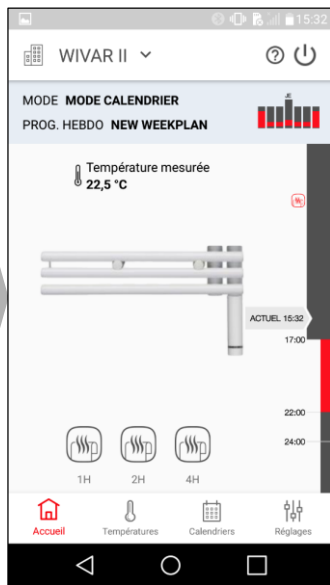 15:32
WIVAR II
MODE MODE CALENDRIER
PROG. HEBDO NEW WEEKPLAN
JE
Température mesurée
22,5 °C
ACTUEL 15:32
17:00
22:00
24:00
1H 2H 4H
Accueil Températures Calendriers Réglages